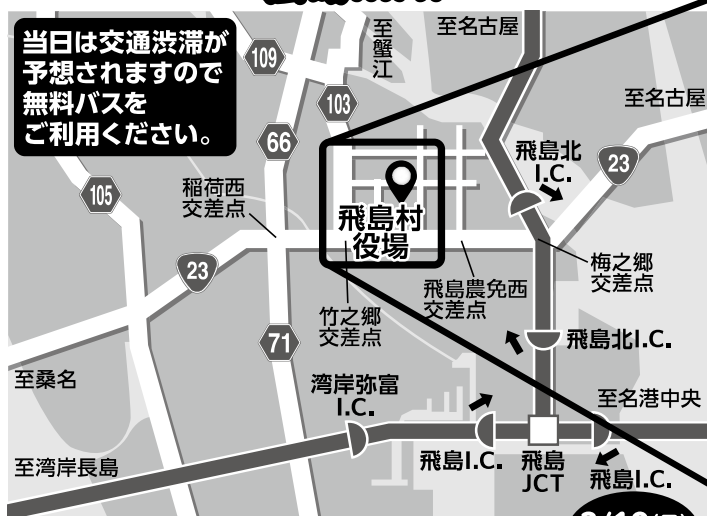 当日は交通渋滞が
予想されますので
無料バスを
ご利用ください。
至名古屋
至蟹江
109
103
至名古屋
66
飛島北
I.C.
23
105
稲荷西
交差点
飛島村
役場
23
梅之郷
交差点
飛島農免西
交差点
竹之郷
交差点
71
飛島北I.C.
至桑名
湾岸弥富
I.C.
至名港中央
至湾岸長島
飛島I.C.
飛島
JCT
飛島I.C.